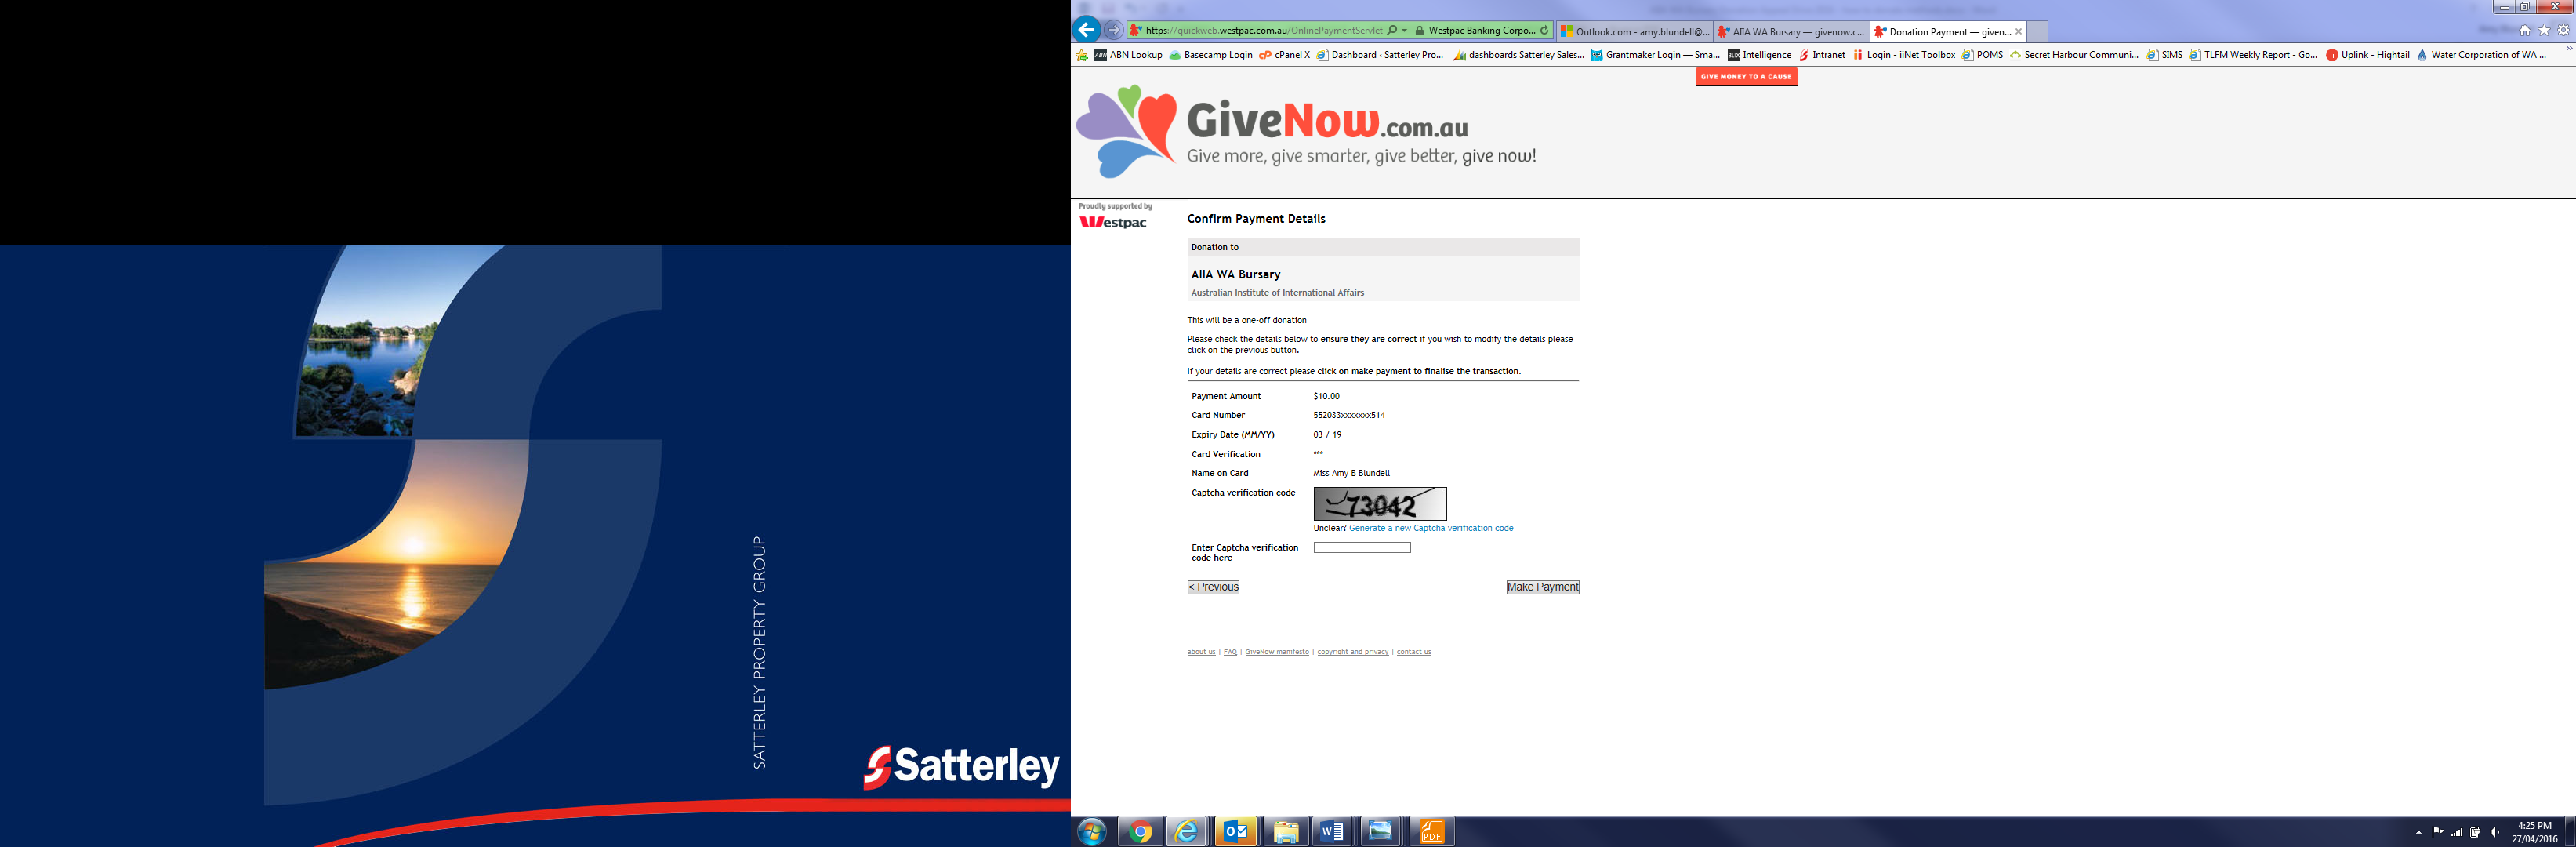 SATTERLEY PROPERTY GROUP
Satterley
https://quickweb.westpac.com.au/OnlinePaymentServlet
Westpac Banking Corpo...
Outlook.com - amy.blundell@...
AIIA WA Bursary — givenow.c...
Donation Payment — given...
ABN Lookup
Basecamp Login
cPanel X
Dashboard ‹ Satterley Pro...
dashboards Satterley Sales...
Grantmaker Login — Sma...
Intelligence
Intranet
Login - iiNet Toolbox
POMS
Secret Harbour Communi...
SIMS
TLFM Weekly Report - Go...
Uplink - Hightail
Water Corporation of WA ...
GIVE MONEY TO A CAUSE
GiveNow.com.au
Give more, give smarter, give better, give now!
Proudly supported by
Westpac
Confirm Payment Details
Donation to
AIIA WA Bursary
Australian Institute of International Affairs
This will be a one-off donation
Please check the details below to ensure they are correct if you wish to modify the details please
click on the previous button.
If your details are correct please click on make payment to finalise the transaction.
Payment Amount $10.00
Card Number 552033xxxxxxx514
Expiry Date (MM/YY) 03 / 19
Card Verification ***
Name on Card Miss Amy B Blundell
Captcha verification code 73042
Unclear? Generate a new Captcha verification code
Enter Captcha verification
code here
< Previous
Make Payment
about us | FAQ | GiveNow manifesto | copyright and privacy | contact us
PDF
4:25 PM
27/04/2016